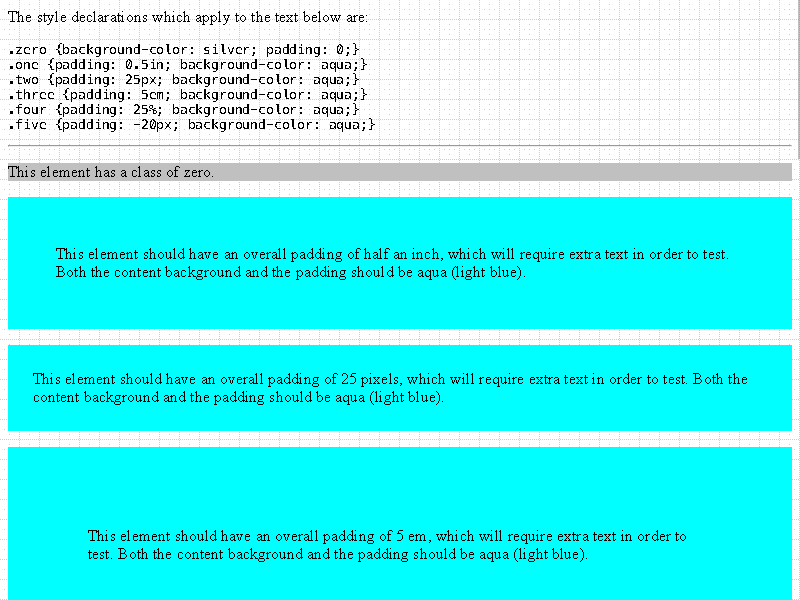 The style declarations which apply to the text below are:
.zero {background-color: silver; padding: 0;}
.one {padding: 0.5in; background-color: aqua;}
.two {padding: 25px; background-color: aqua;}
.three {padding: 5em; background-color: aqua;}
.four {padding: 25%; background-color: aqua;}
.five {padding: -20px; background-color: aqua;}
This element has a class of zero.
This element should have an overall padding of half an inch, which will require extra text in order to test.
Both the content background and the padding should be aqua (light blue).
This element should have an overall padding of 25 pixels, which will require extra text in order to test. Both the
content background and the padding should be aqua (light blue).
This element should have an overall padding of 5 em, which will require extra text in order to
test. Both the content background and the padding should be aqua (light blue).